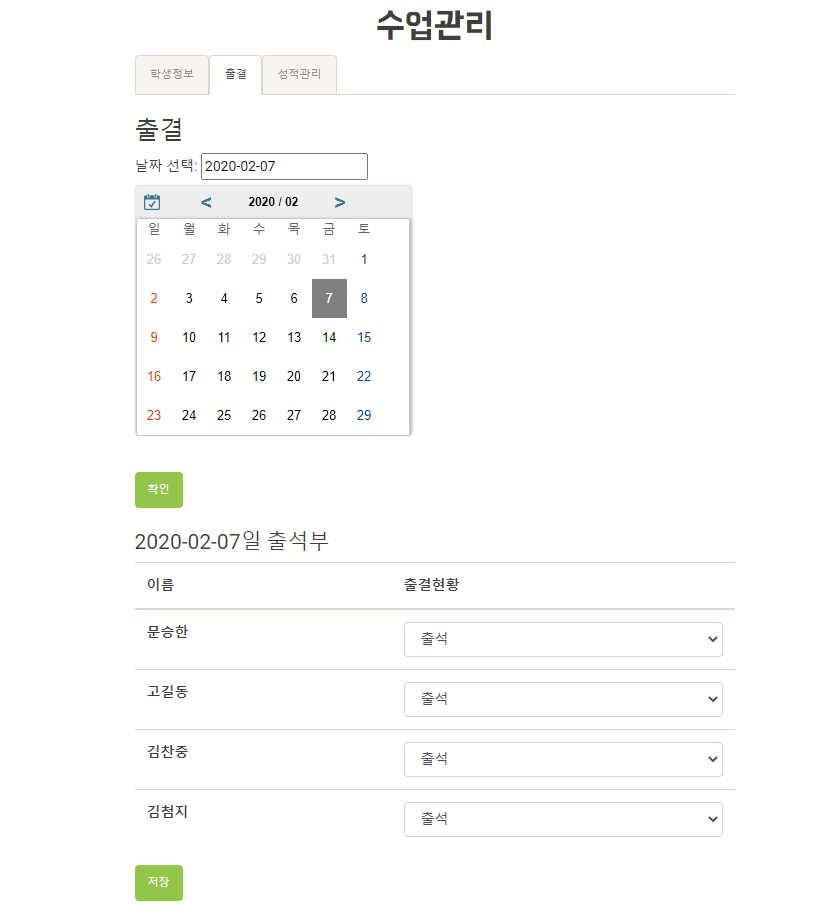 수업관리
학생정보 출결 성적관리
출결
날짜 선택: 2020-02-07
< 2020 / 02 >
일 월 화 수 목 금 토
26 27 28 29 30 31 1
2 3 4 5 6 7 8
9 10 11 12 13 14 15
16 17 18 19 20 21 22
23 24 25 26 27 28 29
확인
2020-02-07일 출석부
이름 출결현황
문승한 출석
고길동 출석
김찬중 출석
김첨지 출석
저장